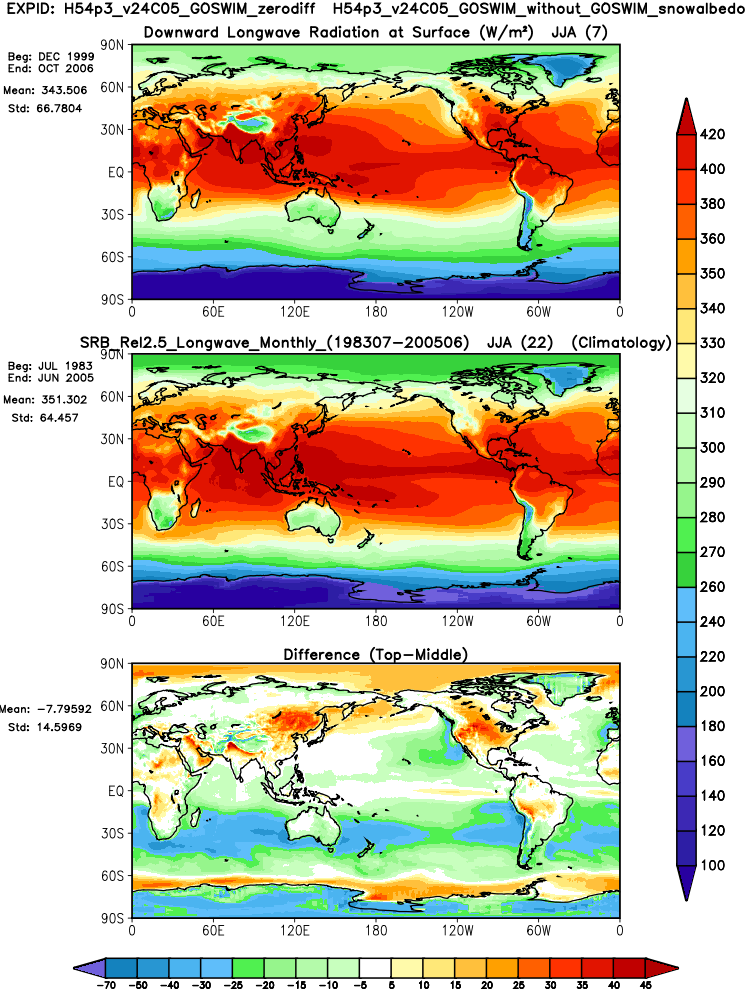 EXPID: H54p3_v24C05_GOSWIM_zerodiff H54p3_v24C05_GOSWIM_without_GOSWIM_snowalbedo
Downward Longwave Radiation at Surface (W/m²) JJA (7)
Beg: DEC 1999
End: OCT 2006
Mean: 343.506
Std: 66.7804
90N
60N
30N
EQ
30S
60S
90S
0 60E 120E 180 120W 60W 0
SRB_Rel2.5_Longwave_Monthly_(198307-200506) JJA (22) (Climatology)
Beg: JUL 1983
End: JUN 2005
Mean: 351.302
Std: 64.457
90N
60N
30N
EQ
30S
60S
90S
0 60E 120E 180 120W 60W 0
420
400
380
360
350
340
330
320
310
300
290
280
270
260
240
220
200
180
160
140
120
100
Difference (Top-Middle)
Mean: -7.79592
Std: 14.5969
90N
60N
30N
EQ
30S
60S
90S
0 60E 120E 180 120W 60W 0
-70 -50 -40 -30 -25 -20 -15 -10 -5 5 10 15 20 25 30 35 40 45